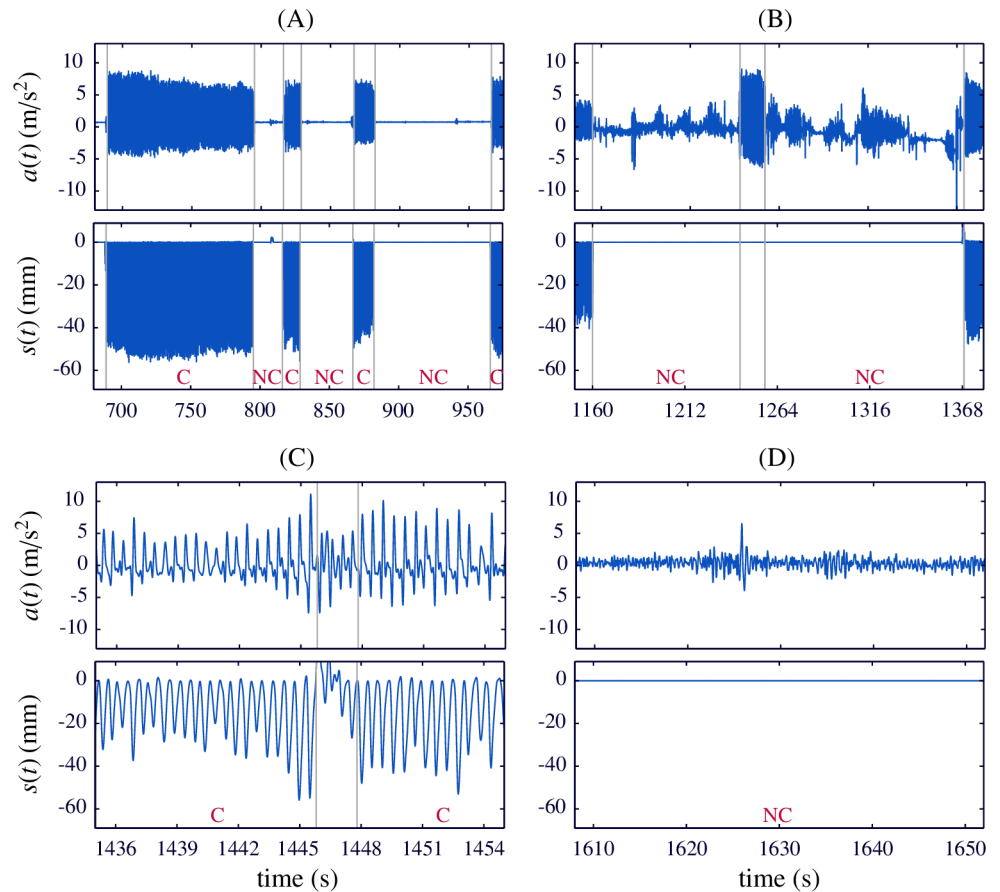 (A)
(B)
10
5
0
-5
-10
a(t) (m/s²)
10
5
0
-5
-10
0
-20
-40
-60
s(t) (mm)
C NC C NC C NC C
0
-20
-40
-60
NC NC
700 750 800 850 900 950
1160 1212 1264 1316 1368
(C)
(D)
10
5
0
-5
-10
a(t) (m/s²)
10
5
0
-5
-10
0
-20
-40
-60
s(t) (mm)
C C
0
-20
-40
-60
NC
1436 1439 1442 1445 1448 1451 1454
1610 1620 1630 1640 1650
time (s)
time (s)